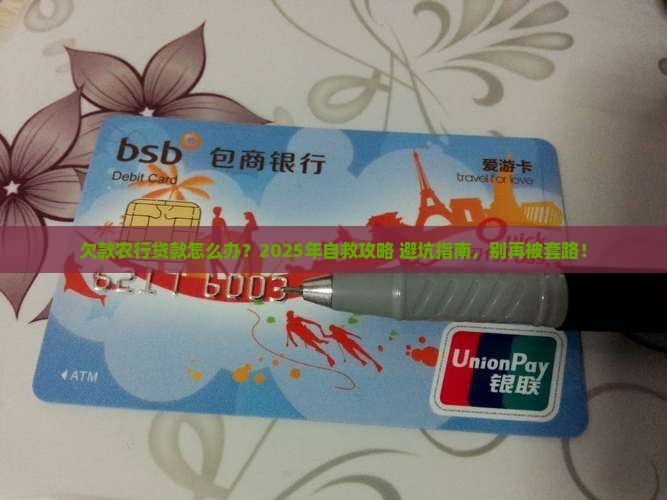 bsb 包商银行
Debit Card
爱游卡
travel for love
欠款农行贷款怎么办？2025年自救攻略 避坑指南，别再被套路！
Quick
6217 6003
ATM
UnionPay
银联